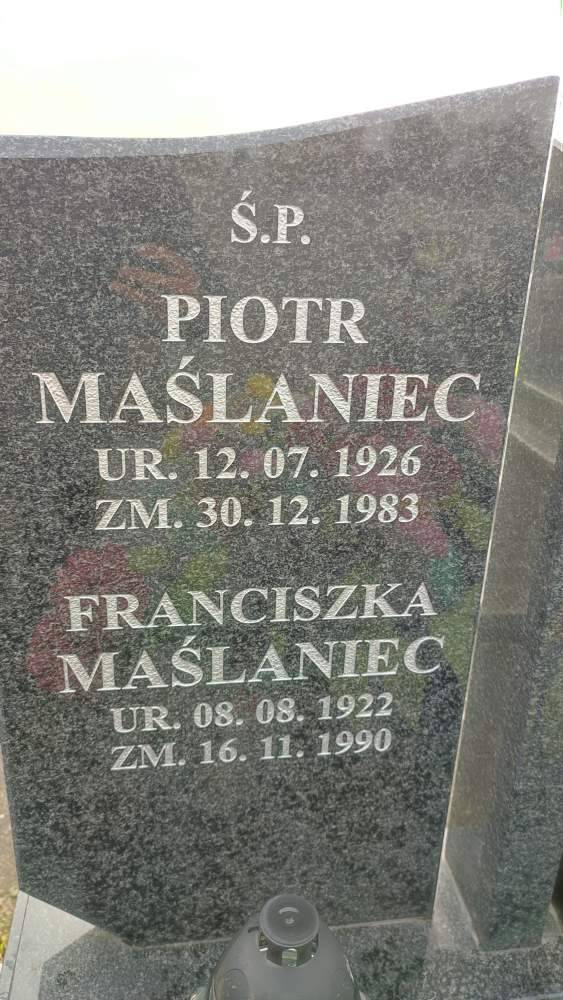 Ś.P.
PIOTR
MAŚLANIEC
UR. 12. 07. 1926
ZM. 30. 12. 1983
FRANCISZKA
MAŚLANIEC
UR. 08. 08. 1922
ZM. 16. 11. 1990